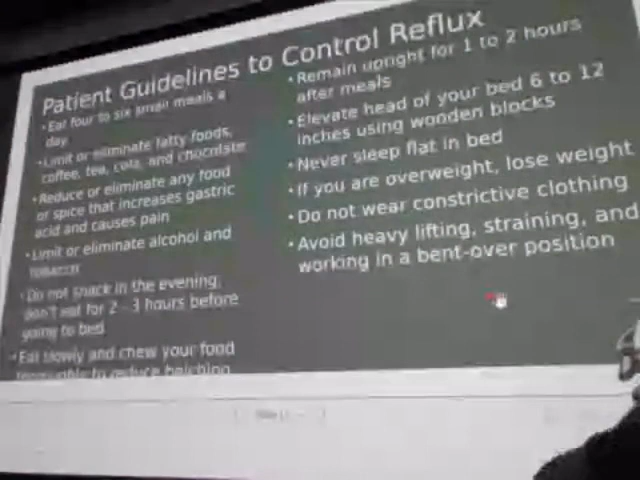 Patient Guidelines to Control Reflux
• Eat four to six small meals a
day
• Limit or eliminate fatty foods,
coffee, tea, cola, and chocolate
• Reduce or eliminate any food
or spice that increases gastric
acid and causes pain
• Limit or eliminate alcohol and
tobacco
• Do not snack in the evening;
don't eat for 2 – 3 hours before
going to bed
• Eat slowly and chew your food
thoroughly to reduce belching
• Remain upright for 1 to 2 hours
after meals
• Elevate head of your bed 6 to 12
inches using wooden blocks
• Never sleep flat in bed
• If you are overweight, lose weight
• Do not wear constrictive clothing
• Avoid heavy lifting, straining, and
working in a bent-over position